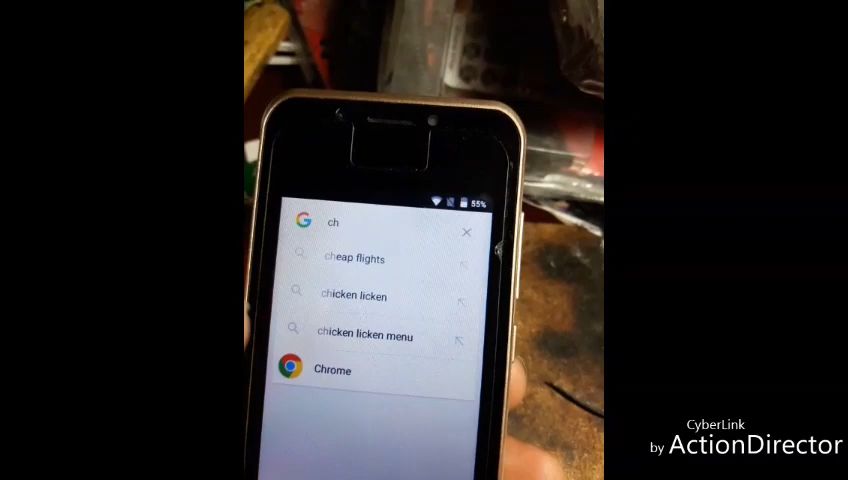 55%
ch
cheap flights
chicken licken
chicken licken menu
Chrome
CyberLink
by ActionDirector